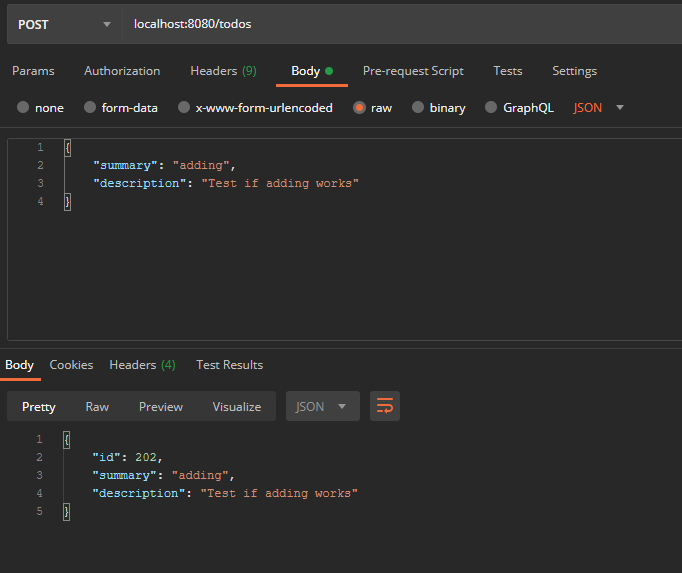 POST localhost:8080/todos
Params Authorization Headers (9) Body Pre-request Script Tests Settings
none form-data x-www-form-urlencoded raw binary GraphQL JSON
1 {
2 "summary": "adding",
3 "description": "Test if adding works"
4 }
Body Cookies Headers (4) Test Results
Pretty Raw Preview Visualize JSON
1 {
2 "id": 202,
3 "summary": "adding",
4 "description": "Test if adding works"
5 }